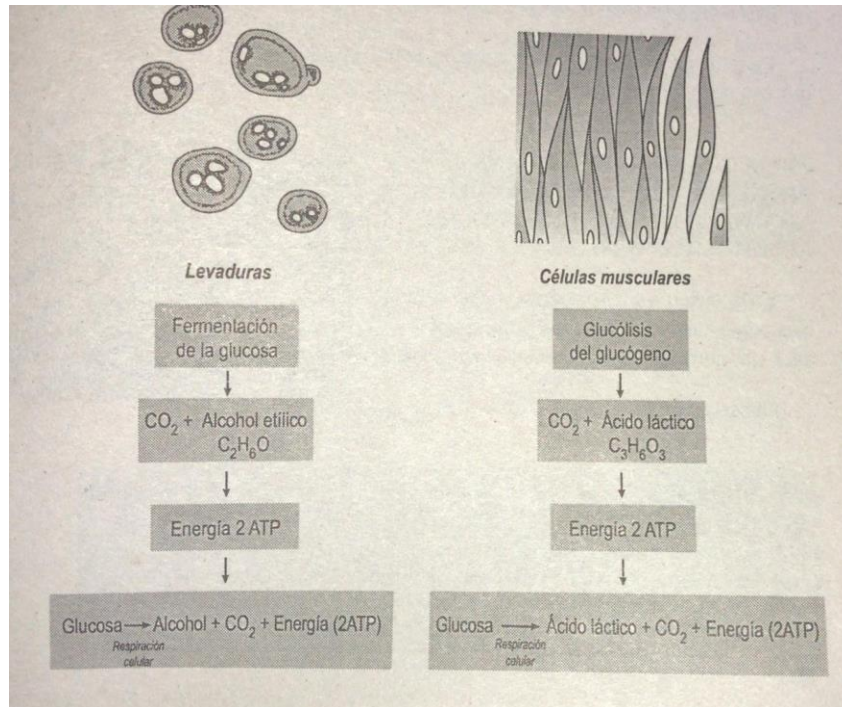 Levaduras
Fermentación
de la glucosa
CO₂ + Alcohol etílico
C₂H₆O
Energía 2 ATP
Glucosa → Alcohol + CO₂ + Energía (2ATP)
Respiración
celular
Células musculares
Glucólisis
del glucógeno
CO₂ + Ácido láctico
C₃H₆O₃
Energía 2 ATP
Glucosa → Ácido láctico + CO₂ + Energía (2ATP)
Respiración
celular